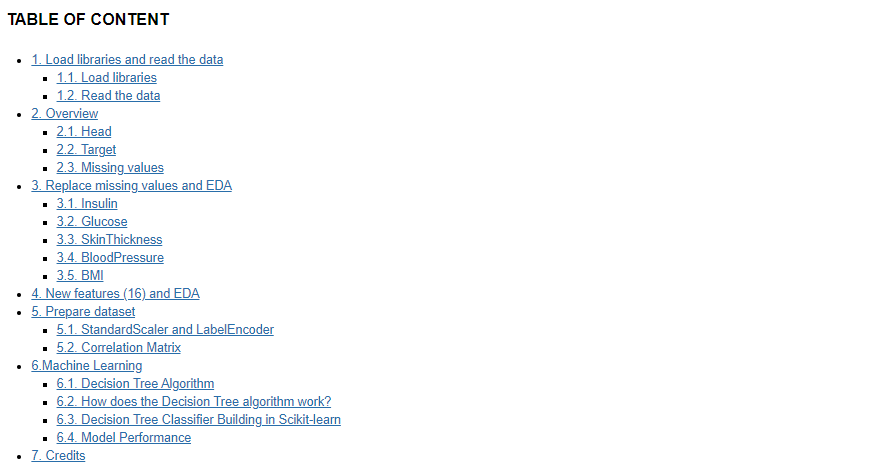 TABLE OF CONTENT
1. Load libraries and read the data
1.1. Load libraries
1.2. Read the data
2. Overview
2.1. Head
2.2. Target
2.3. Missing values
3. Replace missing values and EDA
3.1. Insulin
3.2. Glucose
3.3. SkinThickness
3.4. BloodPressure
3.5. BMI
4. New features (16) and EDA
5. Prepare dataset
5.1. StandardScaler and LabelEncoder
5.2. Correlation Matrix
6.Machine Learning
6.1. Decision Tree Algorithm
6.2. How does the Decision Tree algorithm work?
6.3. Decision Tree Classifier Building in Scikit-learn
6.4. Model Performance
7. Credits